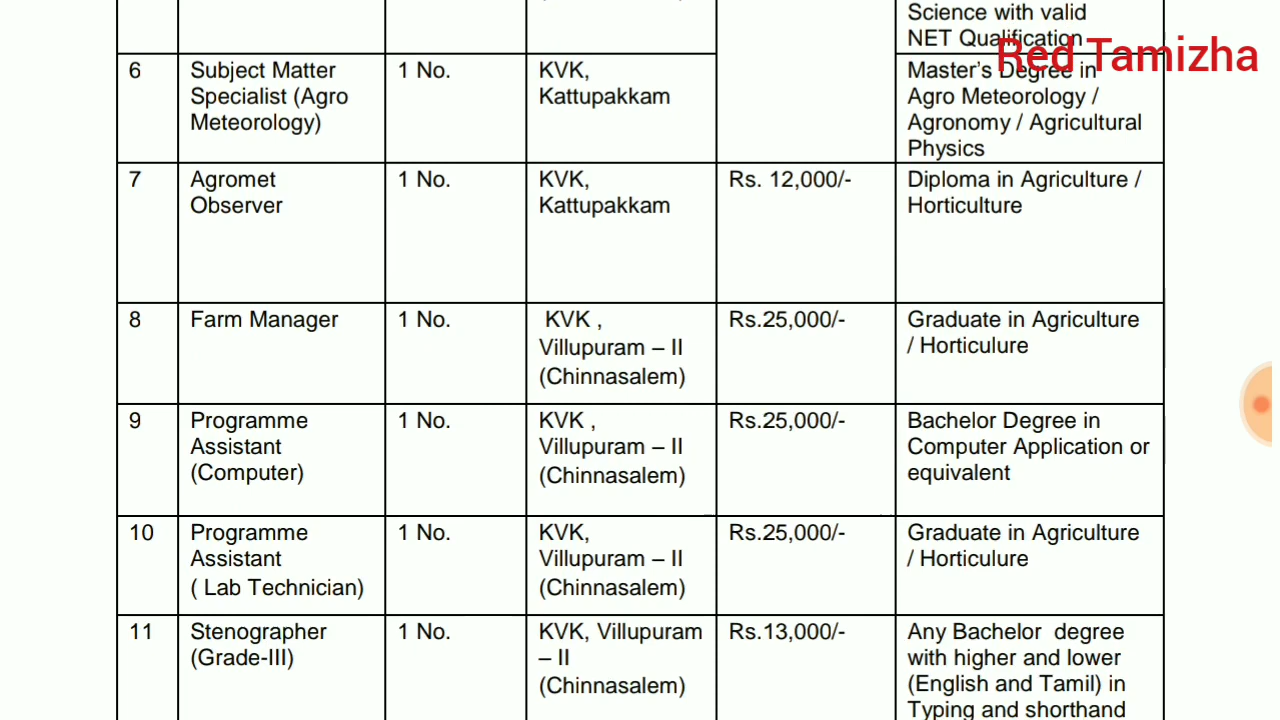 Science with valid
NET Qualification
Red Tamizha
6 Subject Matter 1 No. KVK, Master’s Degree in
Specialist (Agro Kattupakkam Agro Meteorology /
Meteorology) Agronomy / Agricultural
Physics
7 Agromet 1 No. KVK, Rs. 12,000/- Diploma in Agriculture /
Observer Kattupakkam Horticulture
8 Farm Manager 1 No. KVK , Rs.25,000/- Graduate in Agriculture
Villupuram – II / Horticulure
(Chinnasalem)
9 Programme 1 No. KVK , Rs.25,000/- Bachelor Degree in
Assistant Villupuram – II Computer Application or
(Computer) (Chinnasalem) equivalent
10 Programme 1 No. KVK, Rs.25,000/- Graduate in Agriculture
Assistant Villupuram – II / Horticulure
( Lab Technician) (Chinnasalem)
11 Stenographer 1 No. KVK, Villupuram Rs.13,000/- Any Bachelor degree
(Grade-III) – II with higher and lower
(Chinnasalem) (English and Tamil) in
Typing and shorthand